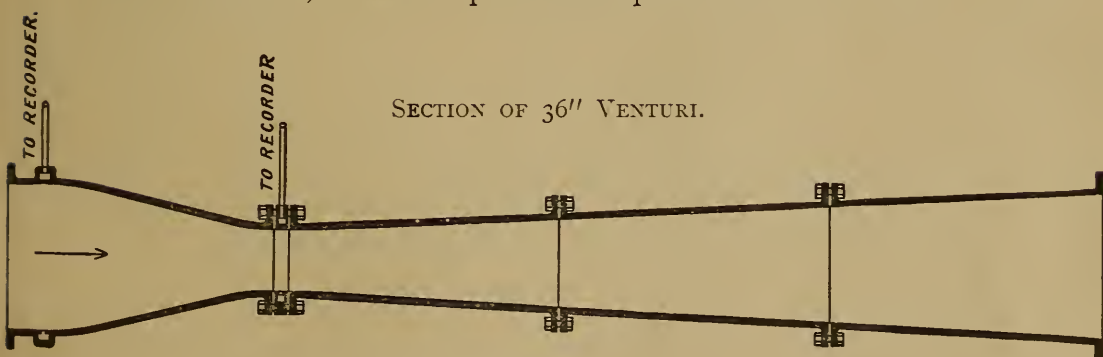 TO RECORDER.
TO RECORDER
SECTION OF 36" VENTURI.